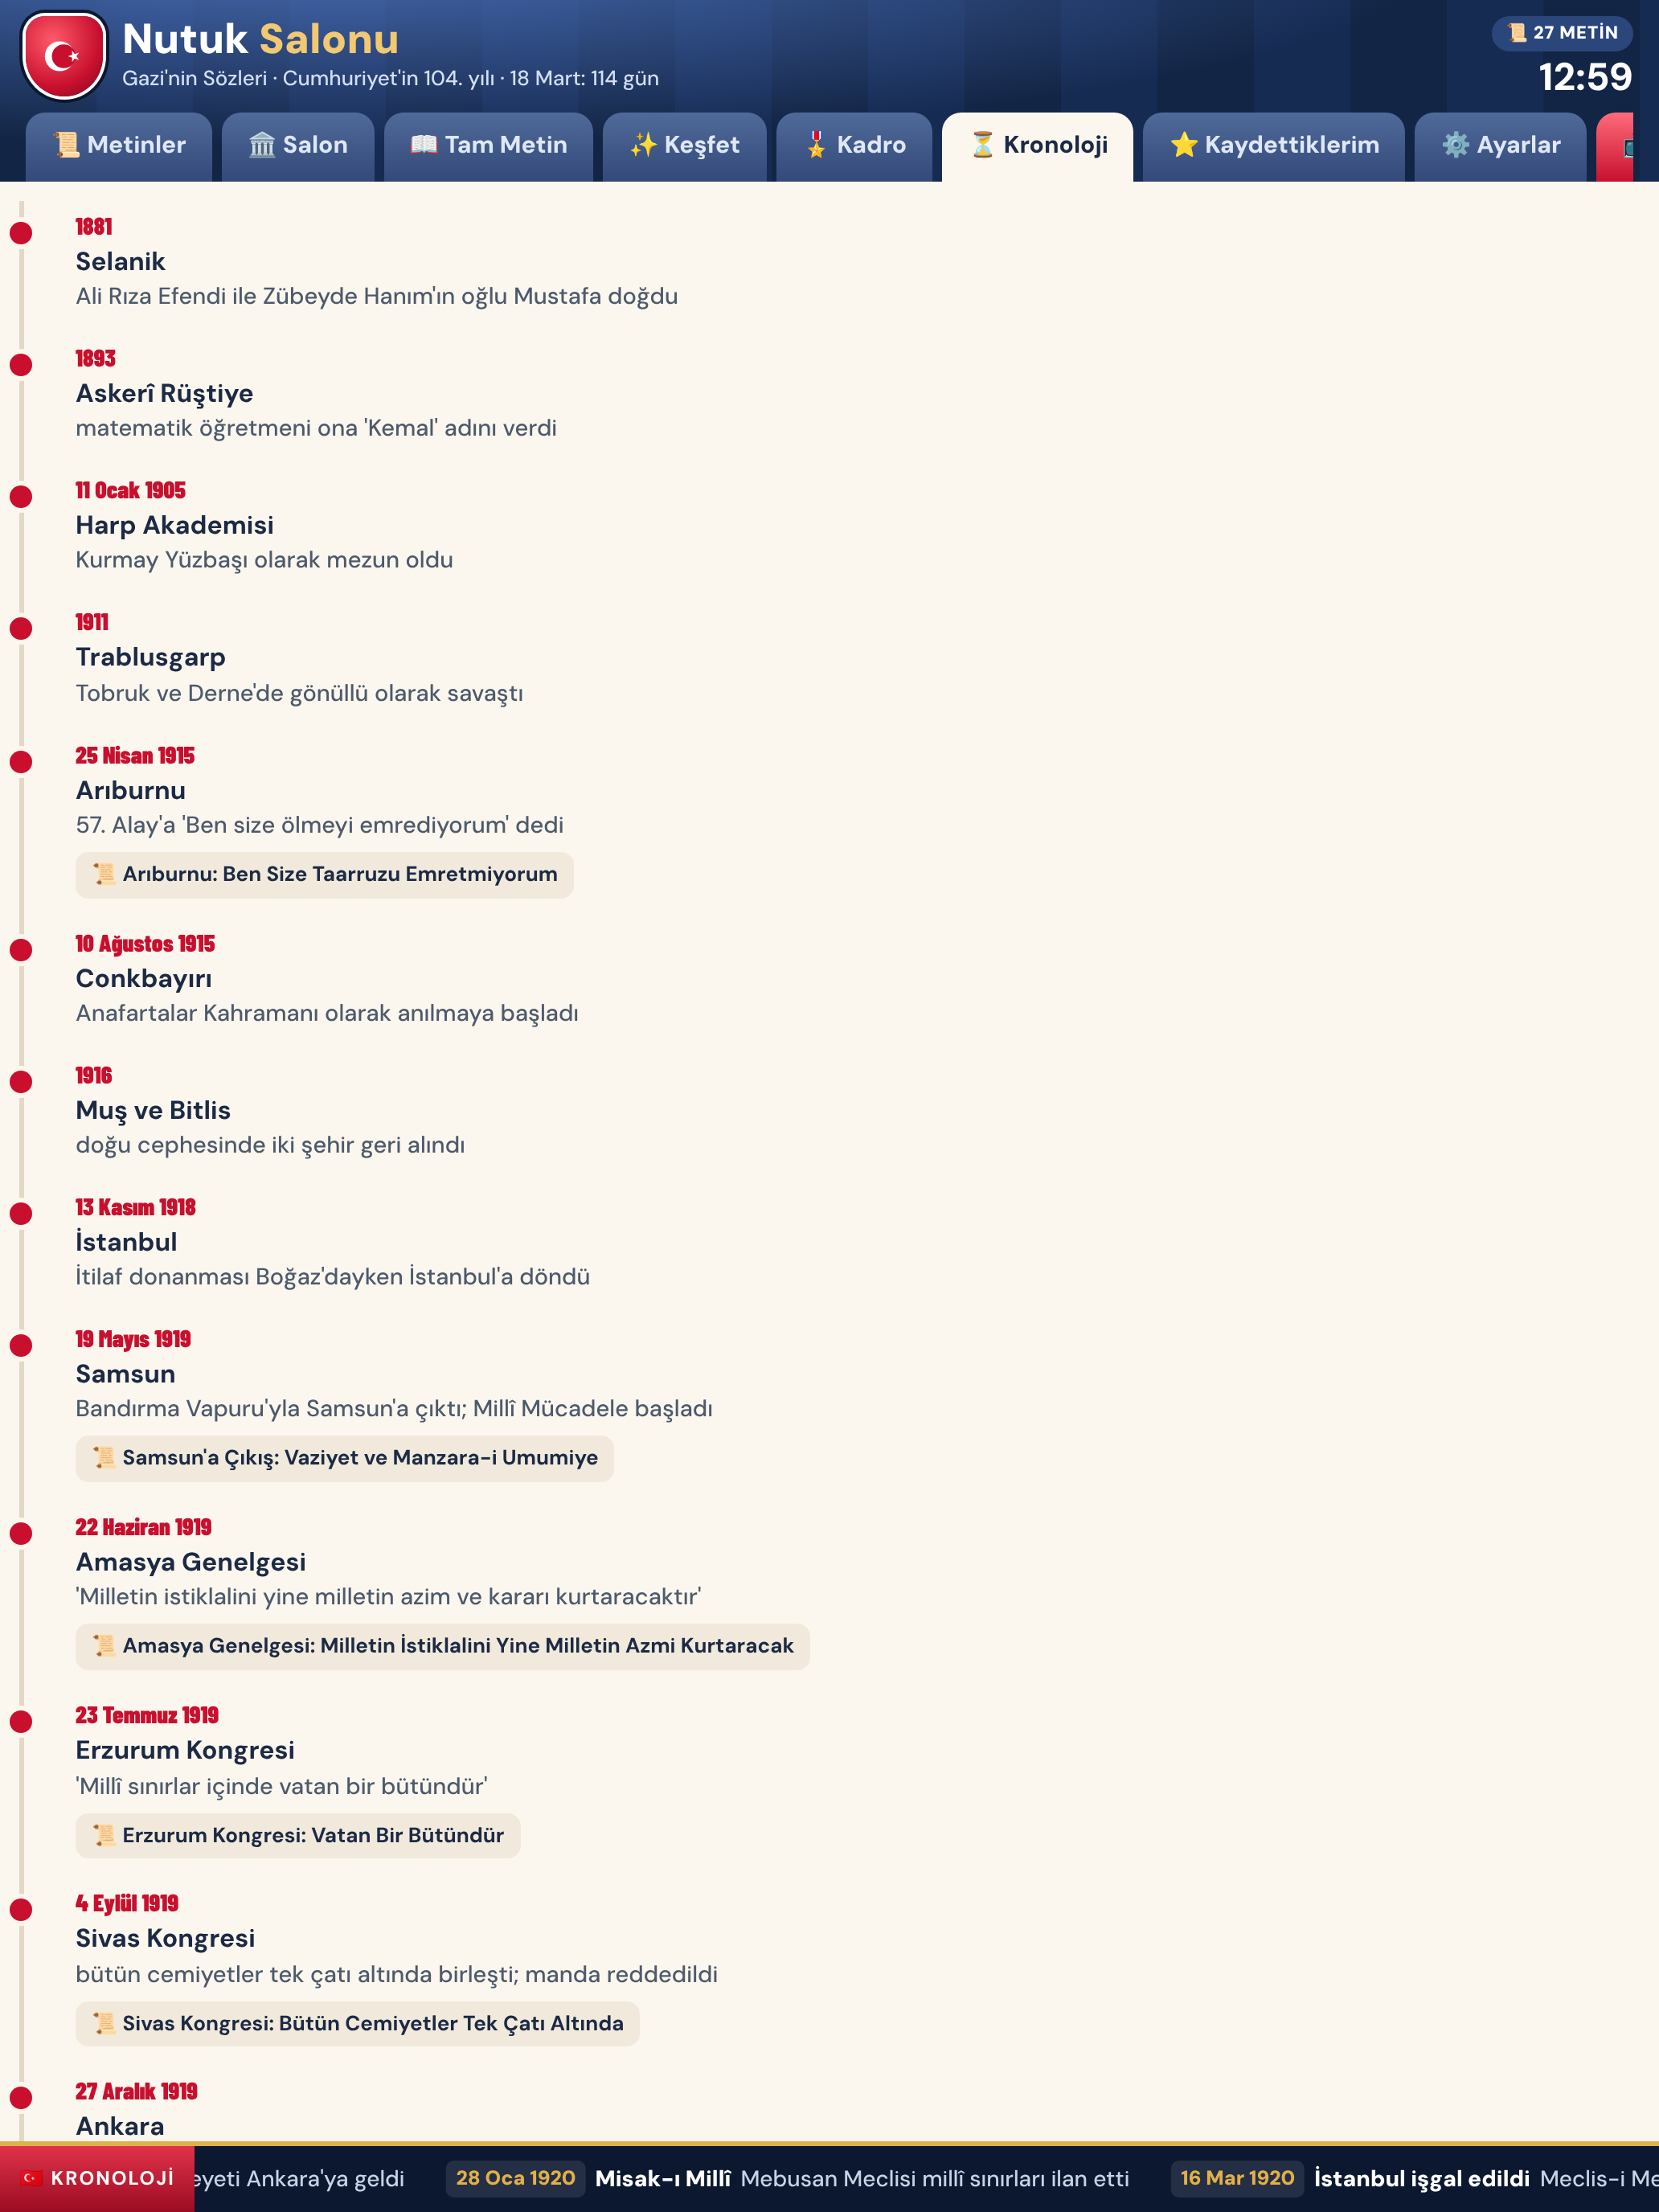 Nutuk Salonu
Gazi'nin Sözleri · Cumhuriyet'in 104. yılı · 18 Mart: 114 gün
27 METİN
12:59
Metinler
Salon
Tam Metin
Keşfet
Kadro
Kronoloji
Kaydettiklerim
Ayarlar
1881
Selanik
Ali Rıza Efendi ile Zübeyde Hanım'ın oğlu Mustafa doğdu
1893
Askerî Rüştiye
matematik öğretmeni ona 'Kemal' adını verdi
11 Ocak 1905
Harp Akademisi
Kurmay Yüzbaşı olarak mezun oldu
1911
Trablusgarp
Tobruk ve Derne'de gönüllü olarak savaştı
25 Nisan 1915
Arıburnu
57. Alay'a 'Ben size ölmeyi emrediyorum' dedi
Arıburnu: Ben Size Taarruzu Emretmiyorum
10 Ağustos 1915
Conkbayırı
Anafartalar Kahramanı olarak anılmaya başladı
1916
Muş ve Bitlis
doğu cephesinde iki şehir geri alındı
13 Kasım 1918
İstanbul
İtilaf donanması Boğaz'dayken İstanbul'a döndü
19 Mayıs 1919
Samsun
Bandırma Vapuru'yla Samsun'a çıktı; Millî Mücadele başladı
Samsun'a Çıkış: Vaziyet ve Manzara-i Umumiye
22 Haziran 1919
Amasya Genelgesi
'Milletin istiklalini yine milletin azim ve kararı kurtaracaktır'
Amasya Genelgesi: Milletin İstiklalini Yine Milletin Azmi Kurtaracak
23 Temmuz 1919
Erzurum Kongresi
'Millî sınırlar içinde vatan bir bütündür'
Erzurum Kongresi: Vatan Bir Bütündür
4 Eylül 1919
Sivas Kongresi
bütün cemiyetler tek çatı altında birleşti; manda reddedildi
Sivas Kongresi: Bütün Cemiyetler Tek Çatı Altında
27 Aralık 1919
Ankara
KRONOLOJİ
eyeti Ankara'ya geldi
28 Oca 1920 Misak-ı Millî Mebusan Meclisi millî sınırları ilan etti
16 Mar 1920 İstanbul işgal edildi Meclis-i Me